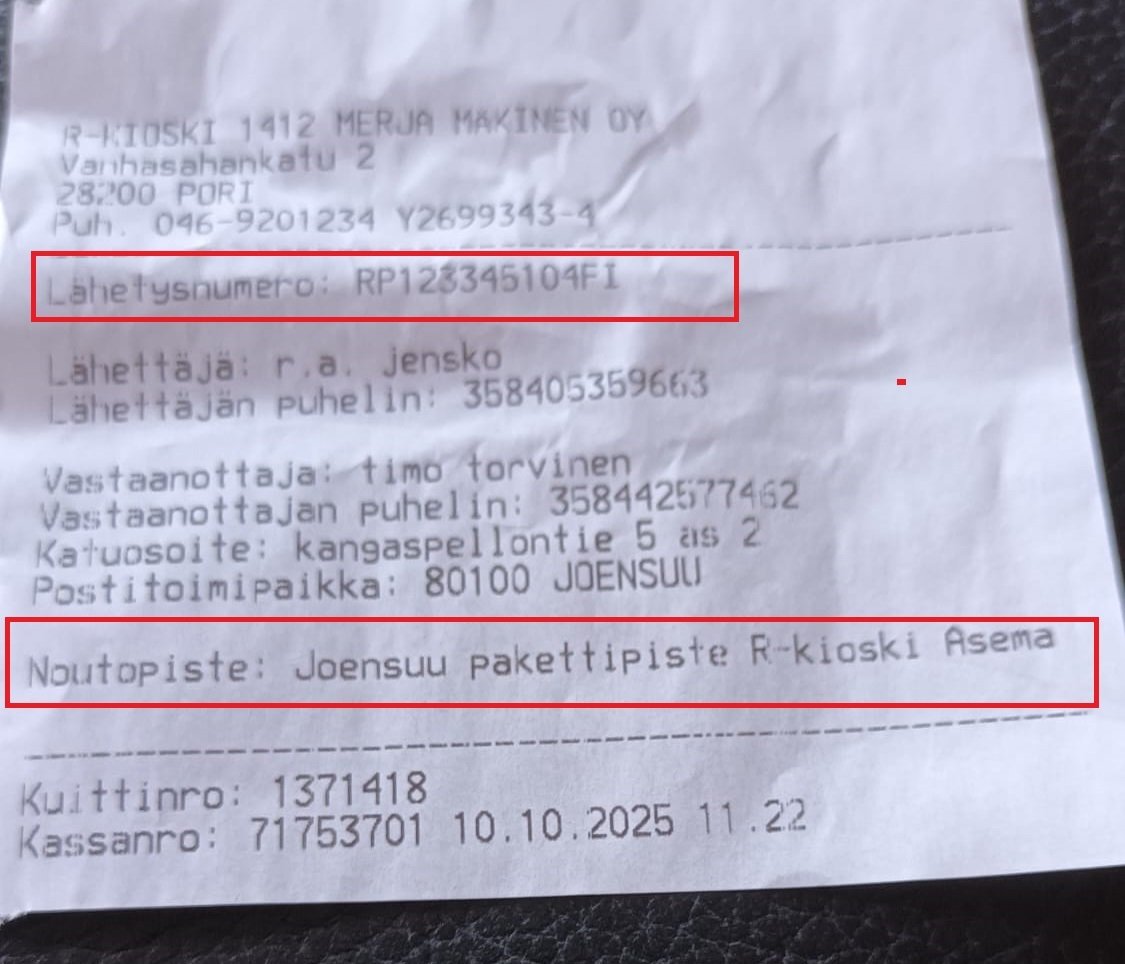 R-KIOSKI 1412 MERJA MAKINEN OY
Vanhasahankatu 2
28200 PORI
Puh. 046-9201234 Y2699343-4
Lähetysnumero: RP123345104FI
Lähettäjä: r.a. jensko
Lähettäjän puhelin: 358405359663
Vastaanottaja: timo torvinen
Vastaanottajan puhelin: 358442577462
Katuosoite: kangaspellontie 5 as 2
Postitoimipaikka: 80100 JOENSUU
Noutopiste: Joensuu pakettipiste R-kioski Asema
Kuittinro: 1371418
Kassanro: 71753701 10.10.2025 11.22